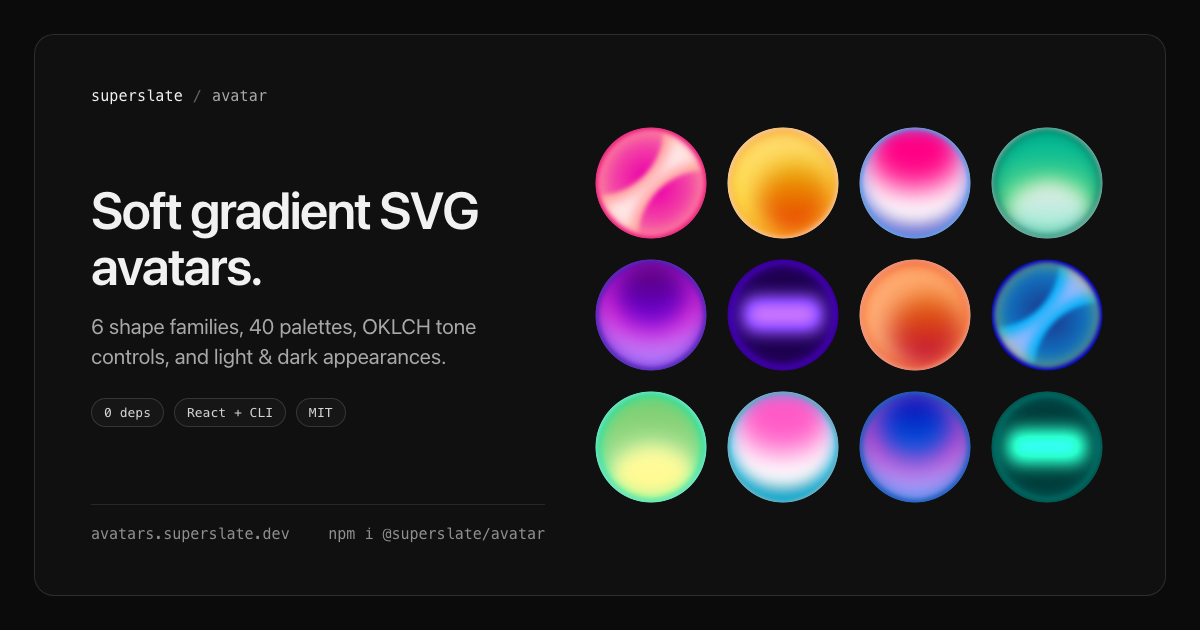 superslate / avatar
Soft gradient SVG
avatars.
6 shape families, 40 palettes, OKLCH tone
controls, and light & dark appearances.
0 deps
React + CLI
MIT
avatars.superslate.dev
npm i @superslate/avatar